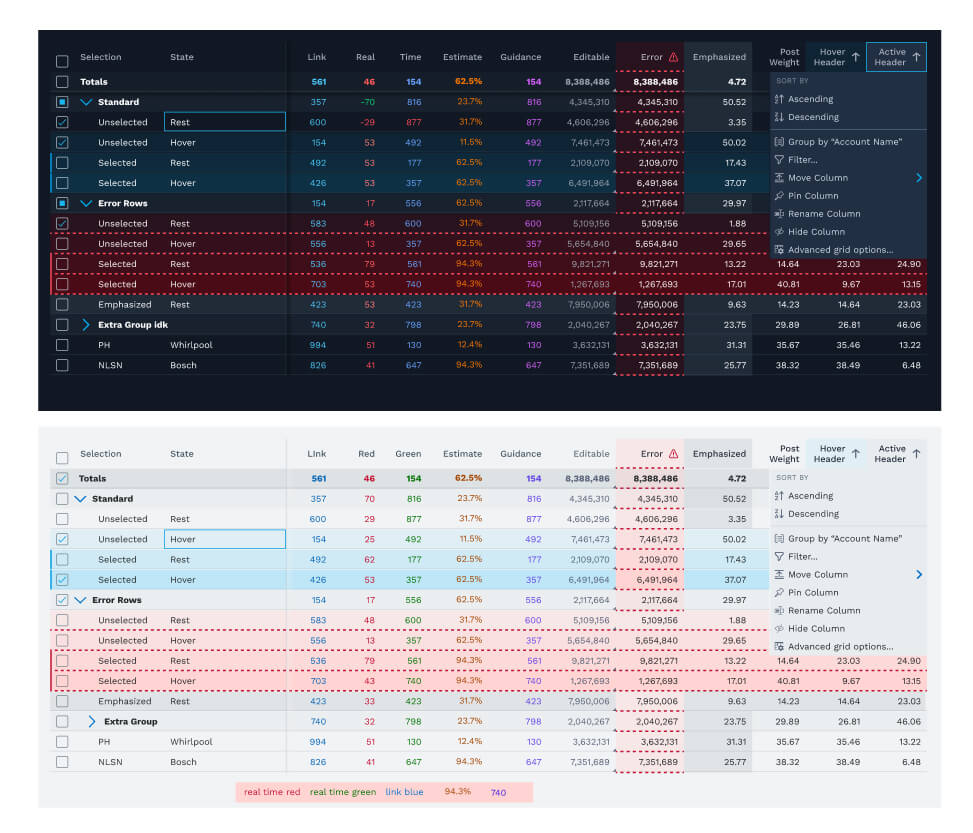 Selection State Link Real Time Estimate Guidance Editable Error Emphasized Post Weight Hover Header Active Header
Totals 561 46 154 62.5% 154 8,388,486 8,388,486 4.72 SORT BY
Standard 357 -70 816 23.7% 816 4,345,310 4,345,310 50.52 Ascending
Unselected Rest 600 -29 877 31.7% 877 4,606,296 4,606,296 3.35 Descending
Unselected Hover 154 53 492 11.5% 492 7,461,473 7,461,473 50.02 Group by “Account Name”
Selected Rest 492 53 177 62.5% 177 2,109,070 2,109,070 17.43 Filter...
Selected Hover 426 53 357 62.5% 357 6,491,964 6,491,964 37.07 Move Column
Pin Column
Error Rows 154 17 556 62.5% 556 2,117,664 2,117,664 29.97 Rename Column
Unselected Rest 583 48 600 31.7% 600 5,109,156 5,109,156 1.88 Hide Column
Unselected Hover 556 13 357 62.5% 357 5,654,840 5,654,840 29.65 Advanced grid options...
Selected Rest 536 79 561 94.3% 561 9,821,271 9,821,271 13.22 14.64 23.03 24.90
Selected Hover 703 53 740 94.3% 740 1,267,693 1,267,693 17.01 40.81 9.67 13.15
Emphasized Rest 423 53 423 31.7% 423 7,950,006 7,950,006 9.63 14.23 14.64 23.03
Extra Group idk 740 32 798 23.7% 798 2,040,267 2,040,267 23.75 29.89 26.81 46.06
PH Whirlpool 994 51 130 12.4% 130 3,632,131 3,632,131 31.31 35.67 35.46 13.22
NLSN Bosch 826 41 647 94.3% 647 7,351,689 7,351,689 25.77 38.32 38.49 6.48
Selection State LInk Red Green Estimate Guidance Editable Error Emphasized Post Weight Hover Header Active Header
Totals 561 46 154 62.5% 154 8,388,486 8,388,486 4.72 SORT BY
Standard 357 70 816 23.7% 816 4,345,310 4,345,310 50.52 Ascending
Unselected Rest 600 29 877 31.7% 877 4,606,296 4,606,296 3.35 Descending
Unselected Hover 154 25 492 11.5% 492 7,461,473 7,461,473 50.02 Group by “Account Name”
Selected Rest 492 62 177 62.5% 177 2,109,070 2,109,070 17.43 Filter...
Selected Hover 426 53 357 62.5% 357 6,491,964 6,491,964 37.07 Move Column
Pin Column
Error Rows 154 17 556 62.5% 556 2,117,664 2,117,664 29.97 Rename Column
Unselected Rest 583 48 600 31.7% 600 5,109,156 5,109,156 1.88 Hide Column
Unselected Hover 556 13 357 62.5% 357 5,654,840 5,654,840 29.65 Advanced grid options...
Selected Rest 536 79 561 94.3% 561 9,821,271 9,821,271 13.22 14.64 23.03 24.90
Selected Hover 703 43 740 94.3% 740 1,267,693 1,267,693 17.01 40.81 9.67 13.15
Emphasized Rest 423 33 423 31.7% 423 7,950,006 7,950,006 9.63 14.23 14.64 23.03
Extra Group 740 32 798 23.7% 798 2,040,267 2,040,267 23.75 29.89 26.81 46.06
PH Whirlpool 994 51 130 12.4% 130 3,632,131 3,632,131 31.31 35.67 35.46 13.22
NLSN Bosch 826 41 647 94.3% 647 7,351,689 7,351,689 25.77 38.32 38.49 6.48
real time red real time green link blue 94.3% 740